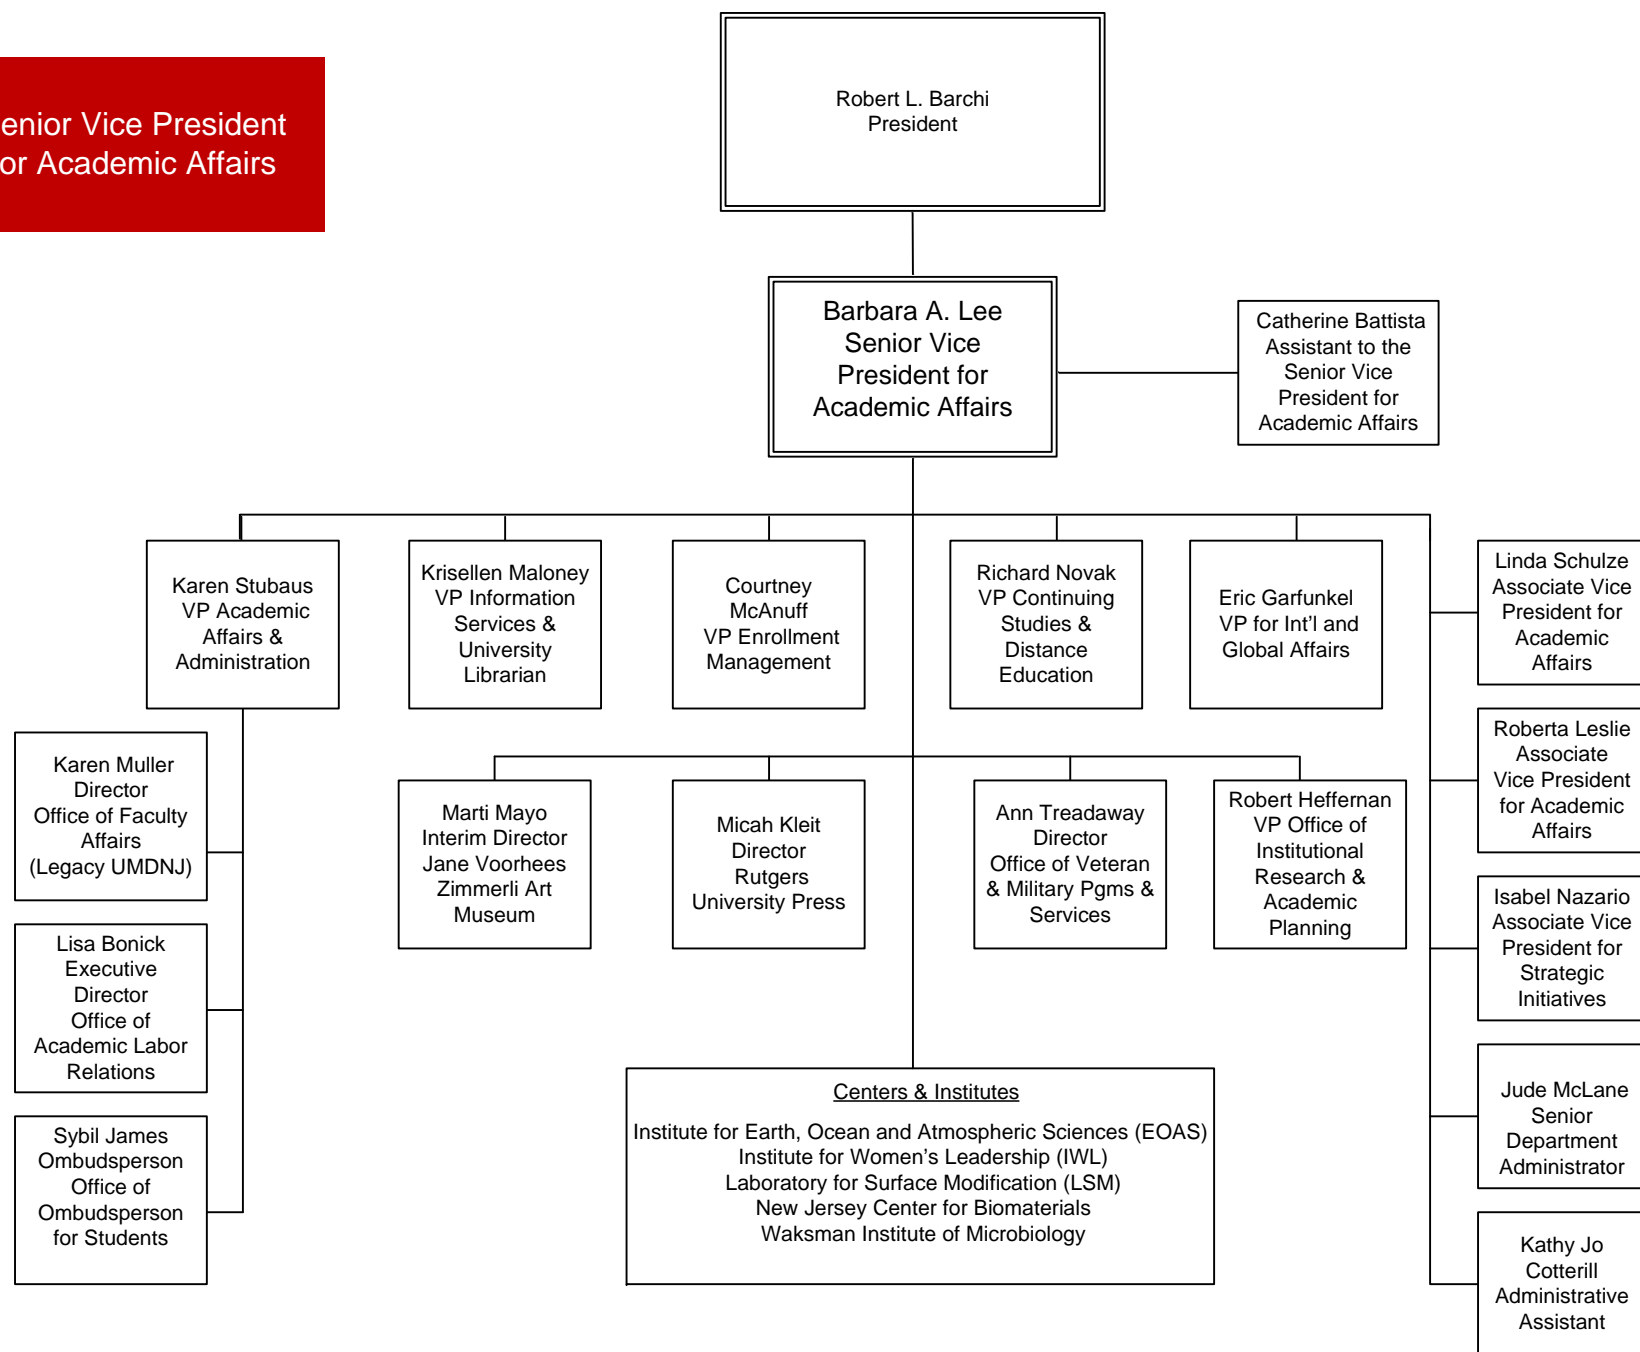 enior Vice President
or Academic Affairs
Robert L. Barchi
President
Barbara A. Lee
Senior Vice
President for
Academic Affairs
Catherine Battista
Assistant to the
Senior Vice
President for
Academic Affairs
Karen Stubaus
VP Academic
Affairs &
Administration
Krisellen Maloney
VP Information
Services &
University
Librarian
Courtney
McAnuff
VP Enrollment
Management
Richard Novak
VP Continuing
Studies &
Distance
Education
Eric Garfunkel
VP for Int'l and
Global Affairs
Linda Schulze
Associate Vice
President for
Academic
Affairs
Karen Muller
Director
Office of Faculty
Affairs
(Legacy UMDNJ)
Marti Mayo
Interim Director
Jane Voorhees
Zimmerli Art
Museum
Micah Kleit
Director
Rutgers
University Press
Ann Treadaway
Director
Office of Veteran
& Military Pgms &
Services
Robert Heffernan
VP Office of
Institutional
Research &
Academic
Planning
Roberta Leslie
Associate
Vice President
for Academic
Affairs
Isabel Nazario
Associate Vice
President for
Strategic
Initiatives
Lisa Bonick
Executive
Director
Office of
Academic Labor
Relations
Jude McLane
Senior
Department
Administrator
Sybil James
Ombudsperson
Office of
Ombudsperson
for Students
Centers & Institutes
Institute for Earth, Ocean and Atmospheric Sciences (EOAS)
Institute for Women's Leadership (IWL)
Laboratory for Surface Modification (LSM)
New Jersey Center for Biomaterials
Waksman Institute of Microbiology
Kathy Jo
Cotterill
Administrative
Assistant